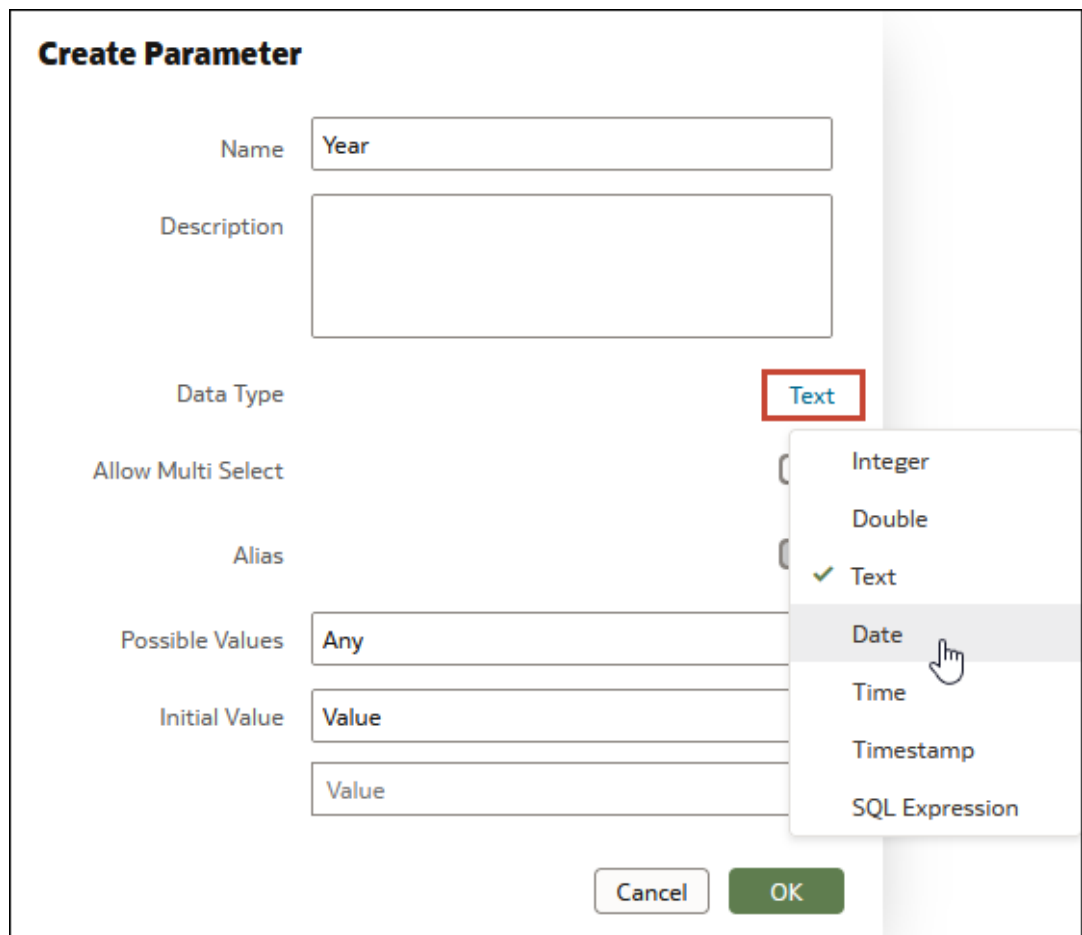 Create Parameter
Name
Year
Description
Data Type
Text
Allow Multi Select
Integer
Double
Alias
Text
Possible Values
Any
Date
Time
Initial Value
Value
Timestamp
Value
SQL Expression
Cancel
OK